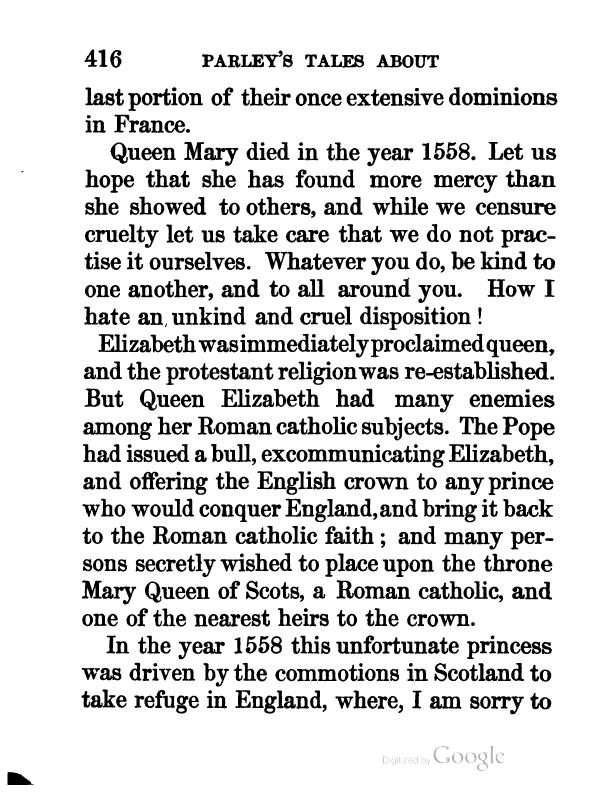 416 PARLEY'S TALES ABOUT
last portion of their once extensive dominions
in France.
Queen Mary died in the year 1558. Let us
hope that she has found more mercy than
she showed to others, and while we censure
cruelty let us take care that we do not prac-
tise it ourselves. Whatever you do, be kind to
one another, and to all around you. How I
hate an unkind and cruel disposition!
Elizabeth was immediately proclaimed queen,
and the protestant religion was re-established.
But Queen Elizabeth had many enemies
among her Roman catholic subjects. The Pope
had issued a bull, excommunicating Elizabeth,
and offering the English crown to any prince
who would conquer England, and bring it back
to the Roman catholic faith; and many per-
sons secretly wished to place upon the throne
Mary Queen of Scots, a Roman catholic, and
one of the nearest heirs to the crown.
In the year 1558 this unfortunate princess
was driven by the commotions in Scotland to
take refuge in England, where, I am sorry to
Digitized by Google